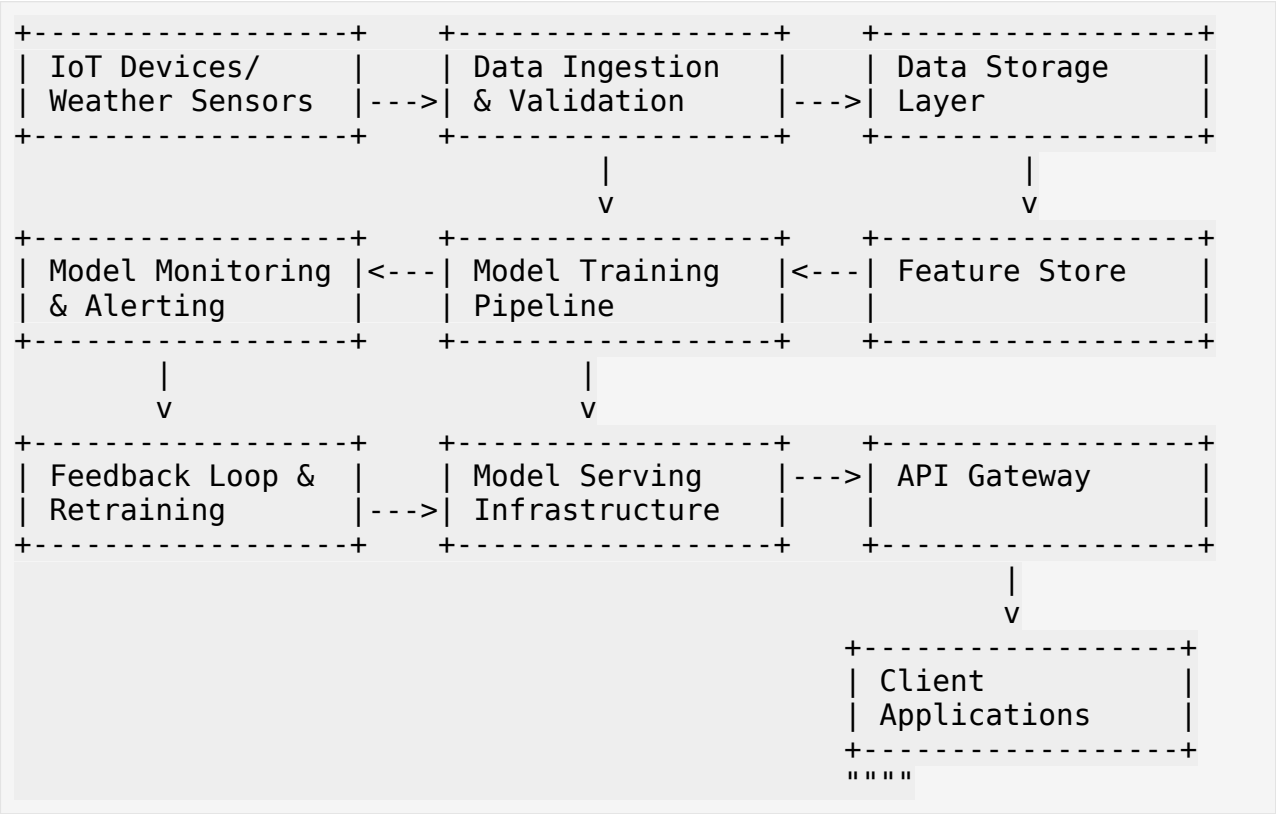 +------------------+    +------------------+    +------------------+
| IoT Devices/     |    | Data Ingestion   |    | Data Storage     |
| Weather Sensors  |--->| & Validation     |--->| Layer            |
+------------------+    +------------------+    +------------------+
                                 |                       |
                                 v                       v
+------------------+    +------------------+    +------------------+
| Model Monitoring |<---| Model Training   |<---| Feature Store    |
| & Alerting       |    | Pipeline         |    |                  |
+------------------+    +------------------+    +------------------+
        |                       |
        v                       v
+------------------+    +------------------+    +------------------+
| Feedback Loop &  |    | Model Serving    |--->| API Gateway      |
| Retraining       |--->| Infrastructure   |    |                  |
+------------------+    +------------------+    +------------------+
                                                        |
                                                        v
                                               +------------------+
                                               | Client           |
                                               | Applications     |
                                               +------------------+
                                               """"